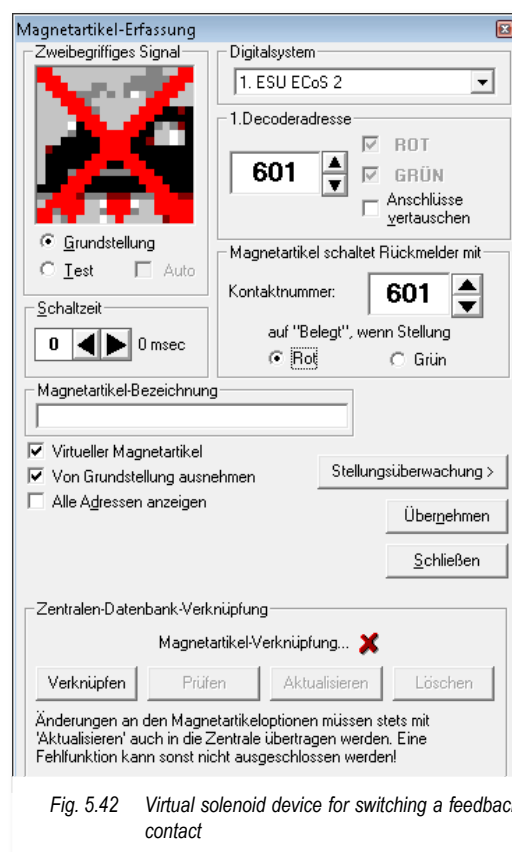 Magnetartikel-Erfassung
Zweibegriffiges Signal
Grundstellung
Test Auto
Schaltzeit
0 0 msec
Digitalsystem
1. ESU ECoS 2
1.Decoderadresse
601
ROT
GRÜN
Anschlüsse
vertauschen
Magnetartikel schaltet Rückmelder mit
Kontaktnummer: 601
auf "Belegt", wenn Stellung
Rot Grün
Magnetartikel-Bezeichnung
Virtueller Magnetartikel
Von Grundstellung ausnehmen
Alle Adressen anzeigen
Stellungsüberwachung >
Übernehmen
Schließen
Zentralen-Datenbank-Verknüpfung
Magnetartikel-Verknüpfung...
Verknüpfen Prüfen Aktualisieren Löschen
Änderungen an den Magnetartikeloptionen müssen stets mit
'Aktualisieren' auch in die Zentrale übertragen werden. Eine
Fehlfunktion kann sonst nicht ausgeschlossen werden!
Fig. 5.42 Virtual solenoid device for switching a feedback
contact